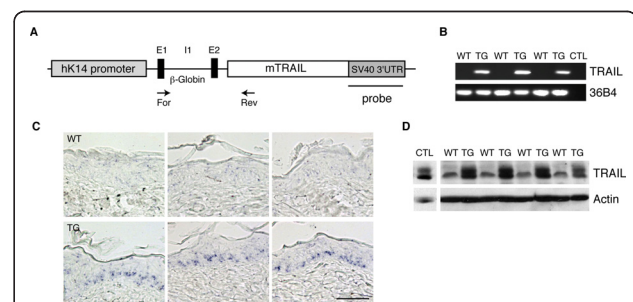 A
E1 I1 E2
hK14 promoter
β-Globin
mTRAIL
SV40 3'UTR
For
Rev
probe
B
WT TG WT TG WT TG CTL
TRAIL
36B4
C
WT
TG
D
CTL WT TG WT TG WT TG WT TG
TRAIL
Actin